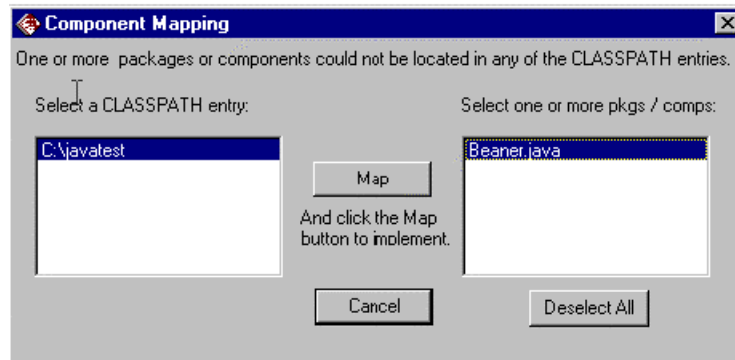 Component Mapping
One or more packages or components could not be located in any of the CLASSPATH entries.
Select a CLASSPATH entry:
Select one or more pkgs / comps:
C:\javatest
Beaner.java
Map
And click the Map
button to implement.
Cancel
Deselect All